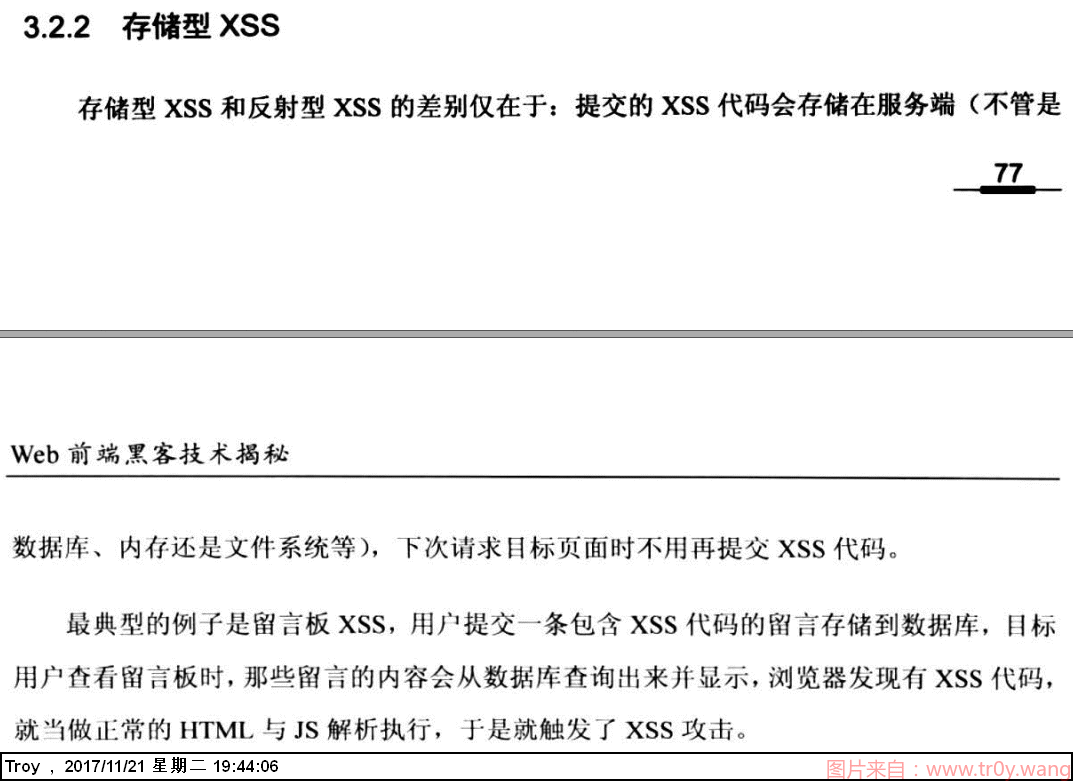 3.2.2 存储型 XSS
存储型 XSS 和反射型 XSS 的差别仅在于：提交的 XSS 代码会存储在服务端（不管是
77
Web 前端黑客技术揭秘
数据库、内存还是文件系统等），下次请求目标页面时不用再提交 XSS 代码。
最典型的例子是留言板 XSS，用户提交一条包含 XSS 代码的留言存储到数据库，目标
用户查看留言板时，那些留言的内容会从数据库查询出来并显示，浏览器发现有 XSS 代码，
就当做正常的 HTML 与 JS 解析执行，于是就触发了 XSS 攻击。
Troy , 2017/11/21 星期二 19:44:06
图片来自：www.tr0y.wang